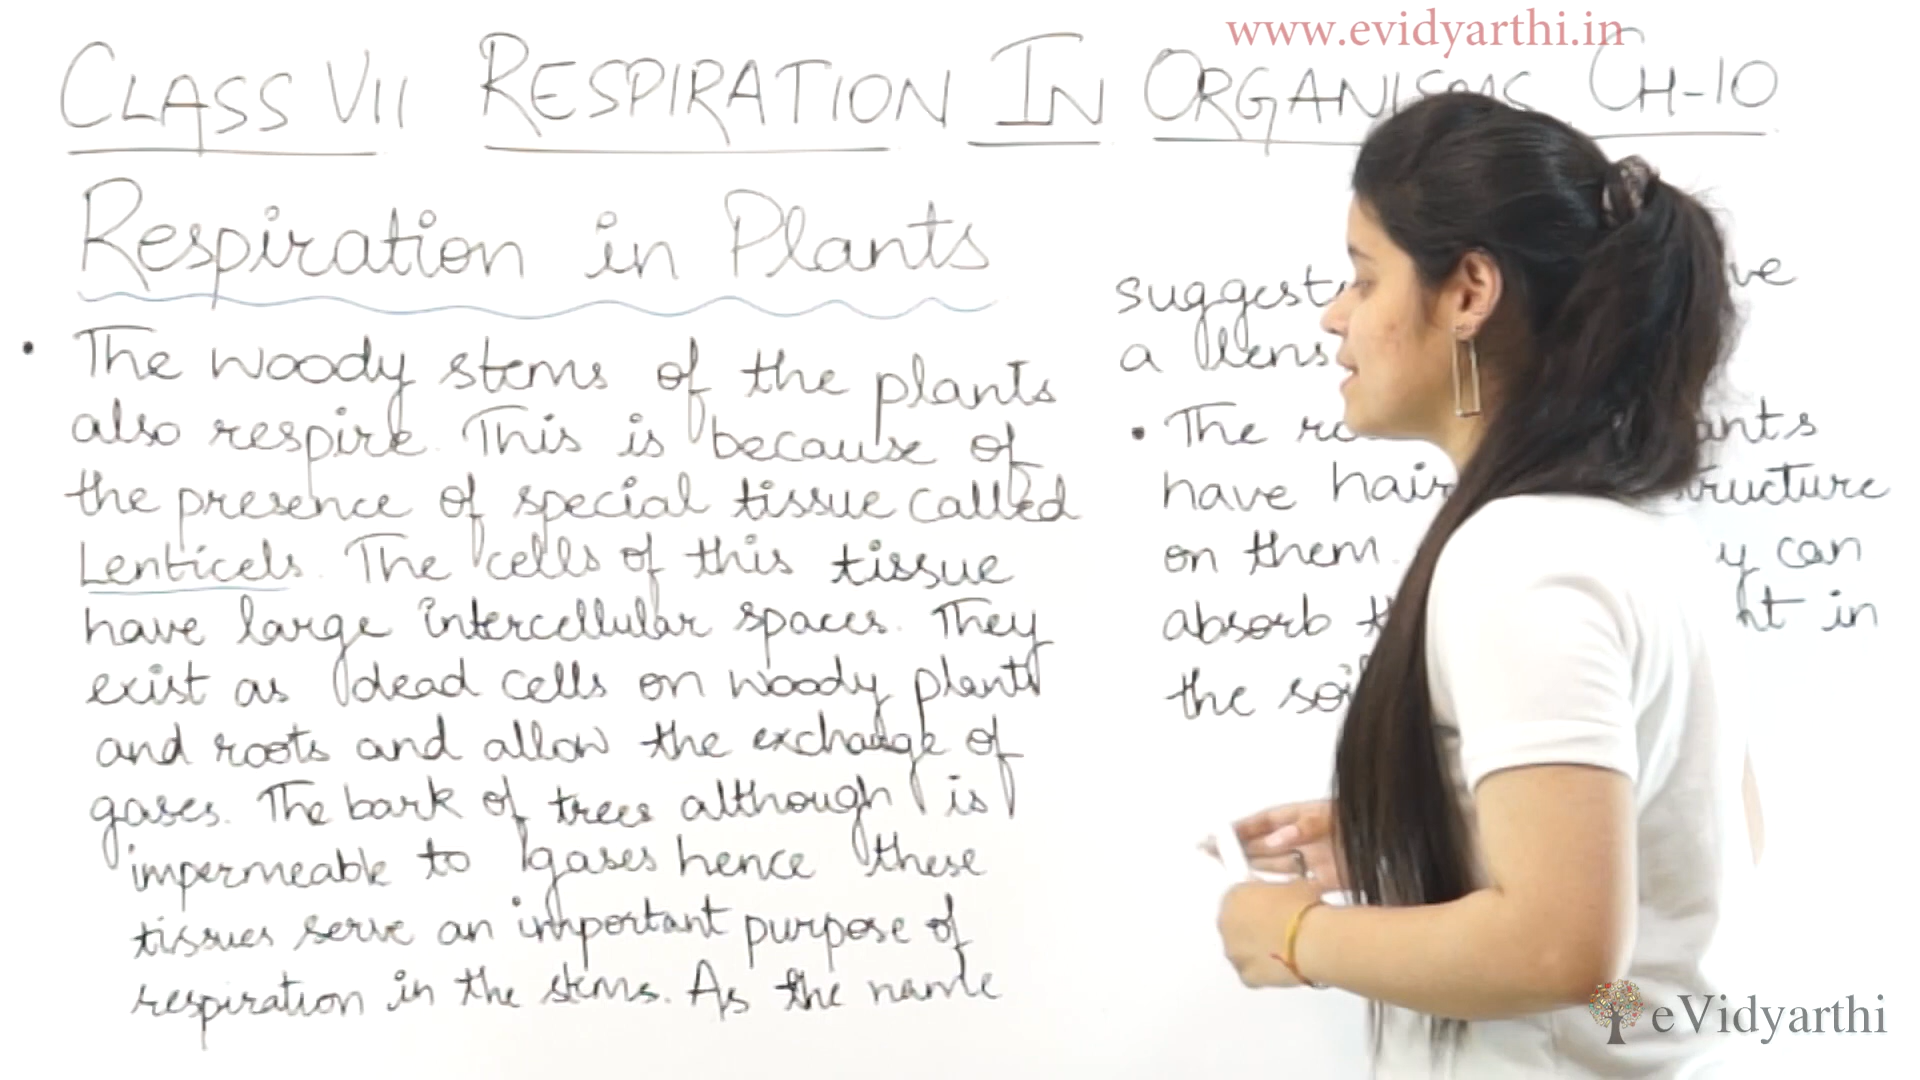 www.evidyarthi.in
CLASS VII RESPIRATION IN ORGANISMS CH-10
Respiration in Plants
• The woody stems of the plants
also respire. This is because of
the presence of special tissue called
Lenticels. The cells of this tissue
have large intercellular spaces. They
exist as dead cells on woody plants
and roots and allow the exchange of
gases. The bark of trees although is
impermeable to gases hence these
tissues serve an important purpose of
respiration in the stems. As the name
a
• The
have
structure
on them. can
absorb in
the
eVidyarthi